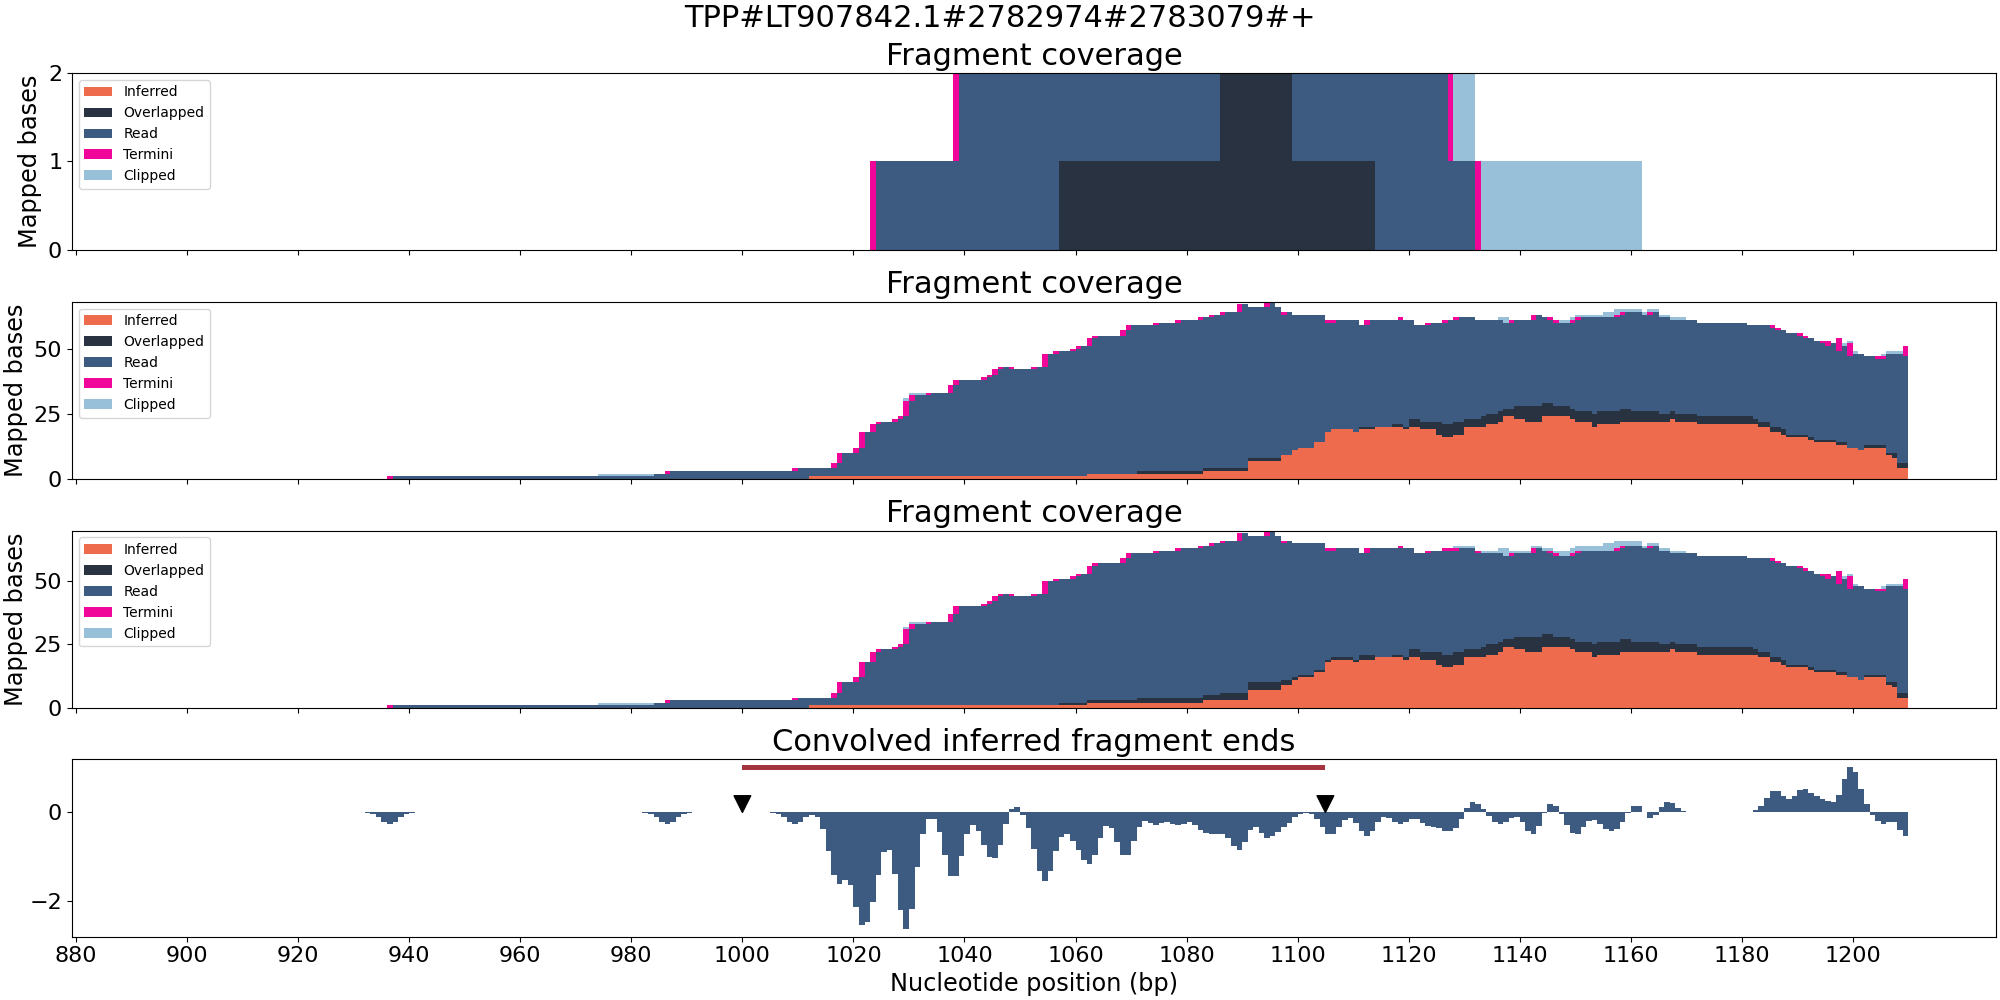 TPP#LT907842.1#2782974#2783079#+
Fragment coverage
Mapped bases
2
1
0
Inferred
Overlapped
Read
Termini
Clipped
Fragment coverage
Mapped bases
50
25
0
Inferred
Overlapped
Read
Termini
Clipped
Fragment coverage
Mapped bases
50
25
0
Inferred
Overlapped
Read
Termini
Clipped
Convolved inferred fragment ends
0
−2
880 900 920 940 960 980 1000 1020 1040 1060 1080 1100 1120 1140 1160 1180 1200
Nucleotide position (bp)